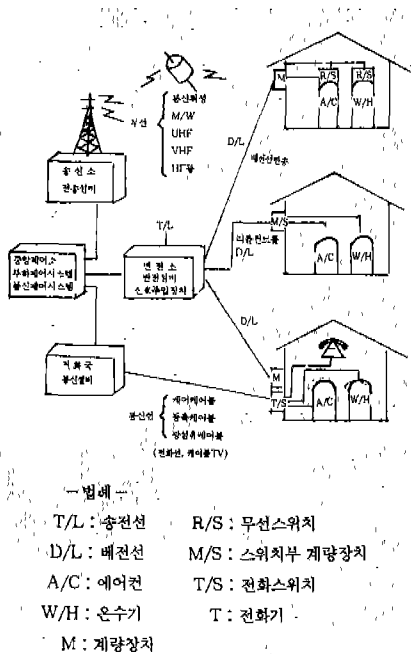 무선
통신위성
M/W
UHF
VHF
HF등
송신소
전송설비
T/L
중앙제어소
부하제어시스템
통신제어시스템
변전소
변전설비
신호주입장치
전화국
통신설비
통신선
제어케이블
동축케이블
광섬유케이블
(전화선, 케이블TV)
D/L
배전선반송
M
R/S
R/S
A/C
W/H
리플컨트롤
D/L
M/S
A/C
W/H
D/L
M
T/S
A/C
W/H
-범례-
T/L : 송전선
R/S : 무선스위치
D/L : 배전선
M/S : 스위치부 계량장치
A/C : 에어컨
T/S : 전화스위치
W/H : 온수기
T : 전화기
M : 계량장치